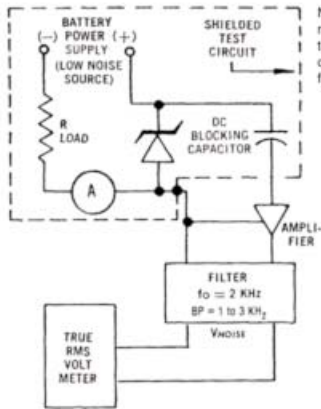 BATTERY
(−) POWER (+)
SUPPLY
(LOW NOISE
SOURCE)
SHIELDED
TEST
CIRCUIT
R
LOAD
DC
BLOCKING
CAPACITOR
A
AMPLI-
FIER
FILTER
fo = 2 KHz
BP = 1 to 3 KHz
VNOISE
TRUE
RMS
VOLT
METER